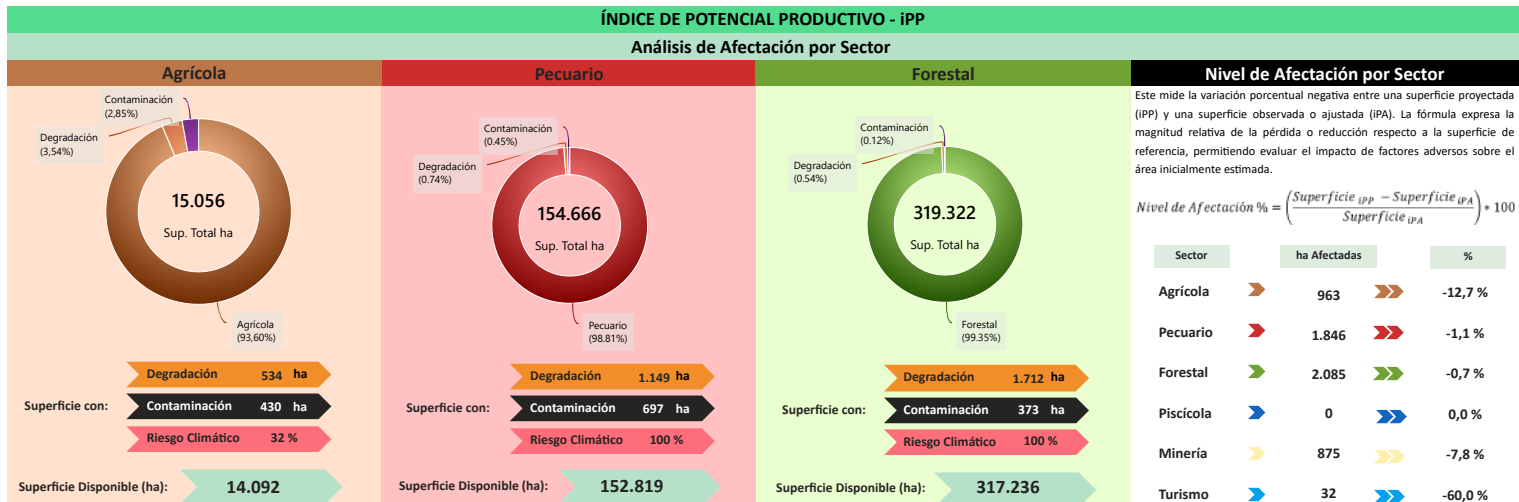 ÍNDICE DE POTENCIAL PRODUCTIVO - iPP
Análisis de Afectación por Sector
Agrícola
Contaminación
(2,85%)
Degradación
(3,54%)
15.056
Sup. Total ha
Agrícola
(93,60%)
Superficie con:
Degradación 534 ha
Contaminación 430 ha
Riesgo Climático 32 %
Superficie Disponible (ha): 14.092
Pecuario
Contaminación
(0.45%)
Degradación
(0.74%)
154.666
Sup. Total ha
Pecuario
(98.81%)
Superficie con:
Degradación 1.149 ha
Contaminación 697 ha
Riesgo Climático 100 %
Superficie Disponible (ha): 152.819
Forestal
Contaminación
(0.12%)
Degradación
(0.54%)
319.322
Sup. Total ha
Forestal
(99.35%)
Superficie con:
Degradación 1.712 ha
Contaminación 373 ha
Riesgo Climático 100 %
Superficie Disponible (ha): 317.236
Nivel de Afectación por Sector
Este mide la variación porcentual negativa entre una superficie proyectada
(iPP) y una superficie observada o ajustada (iPA). La fórmula expresa la
magnitud relativa de la pérdida o reducción respecto a la superficie de
referencia, permitiendo evaluar el impacto de factores adversos sobre el
área inicialmente estimada.
Nivel de Afectación % = (Superficie iPP − Superficie iPA / Superficie iPA) * 100
Sector ha Afectadas %
Agrícola 963 -12,7 %
Pecuario 1.846 -1,1 %
Forestal 2.085 -0,7 %
Piscícola 0 0,0 %
Minería 875 -7,8 %
Turismo 32 -60,0 %